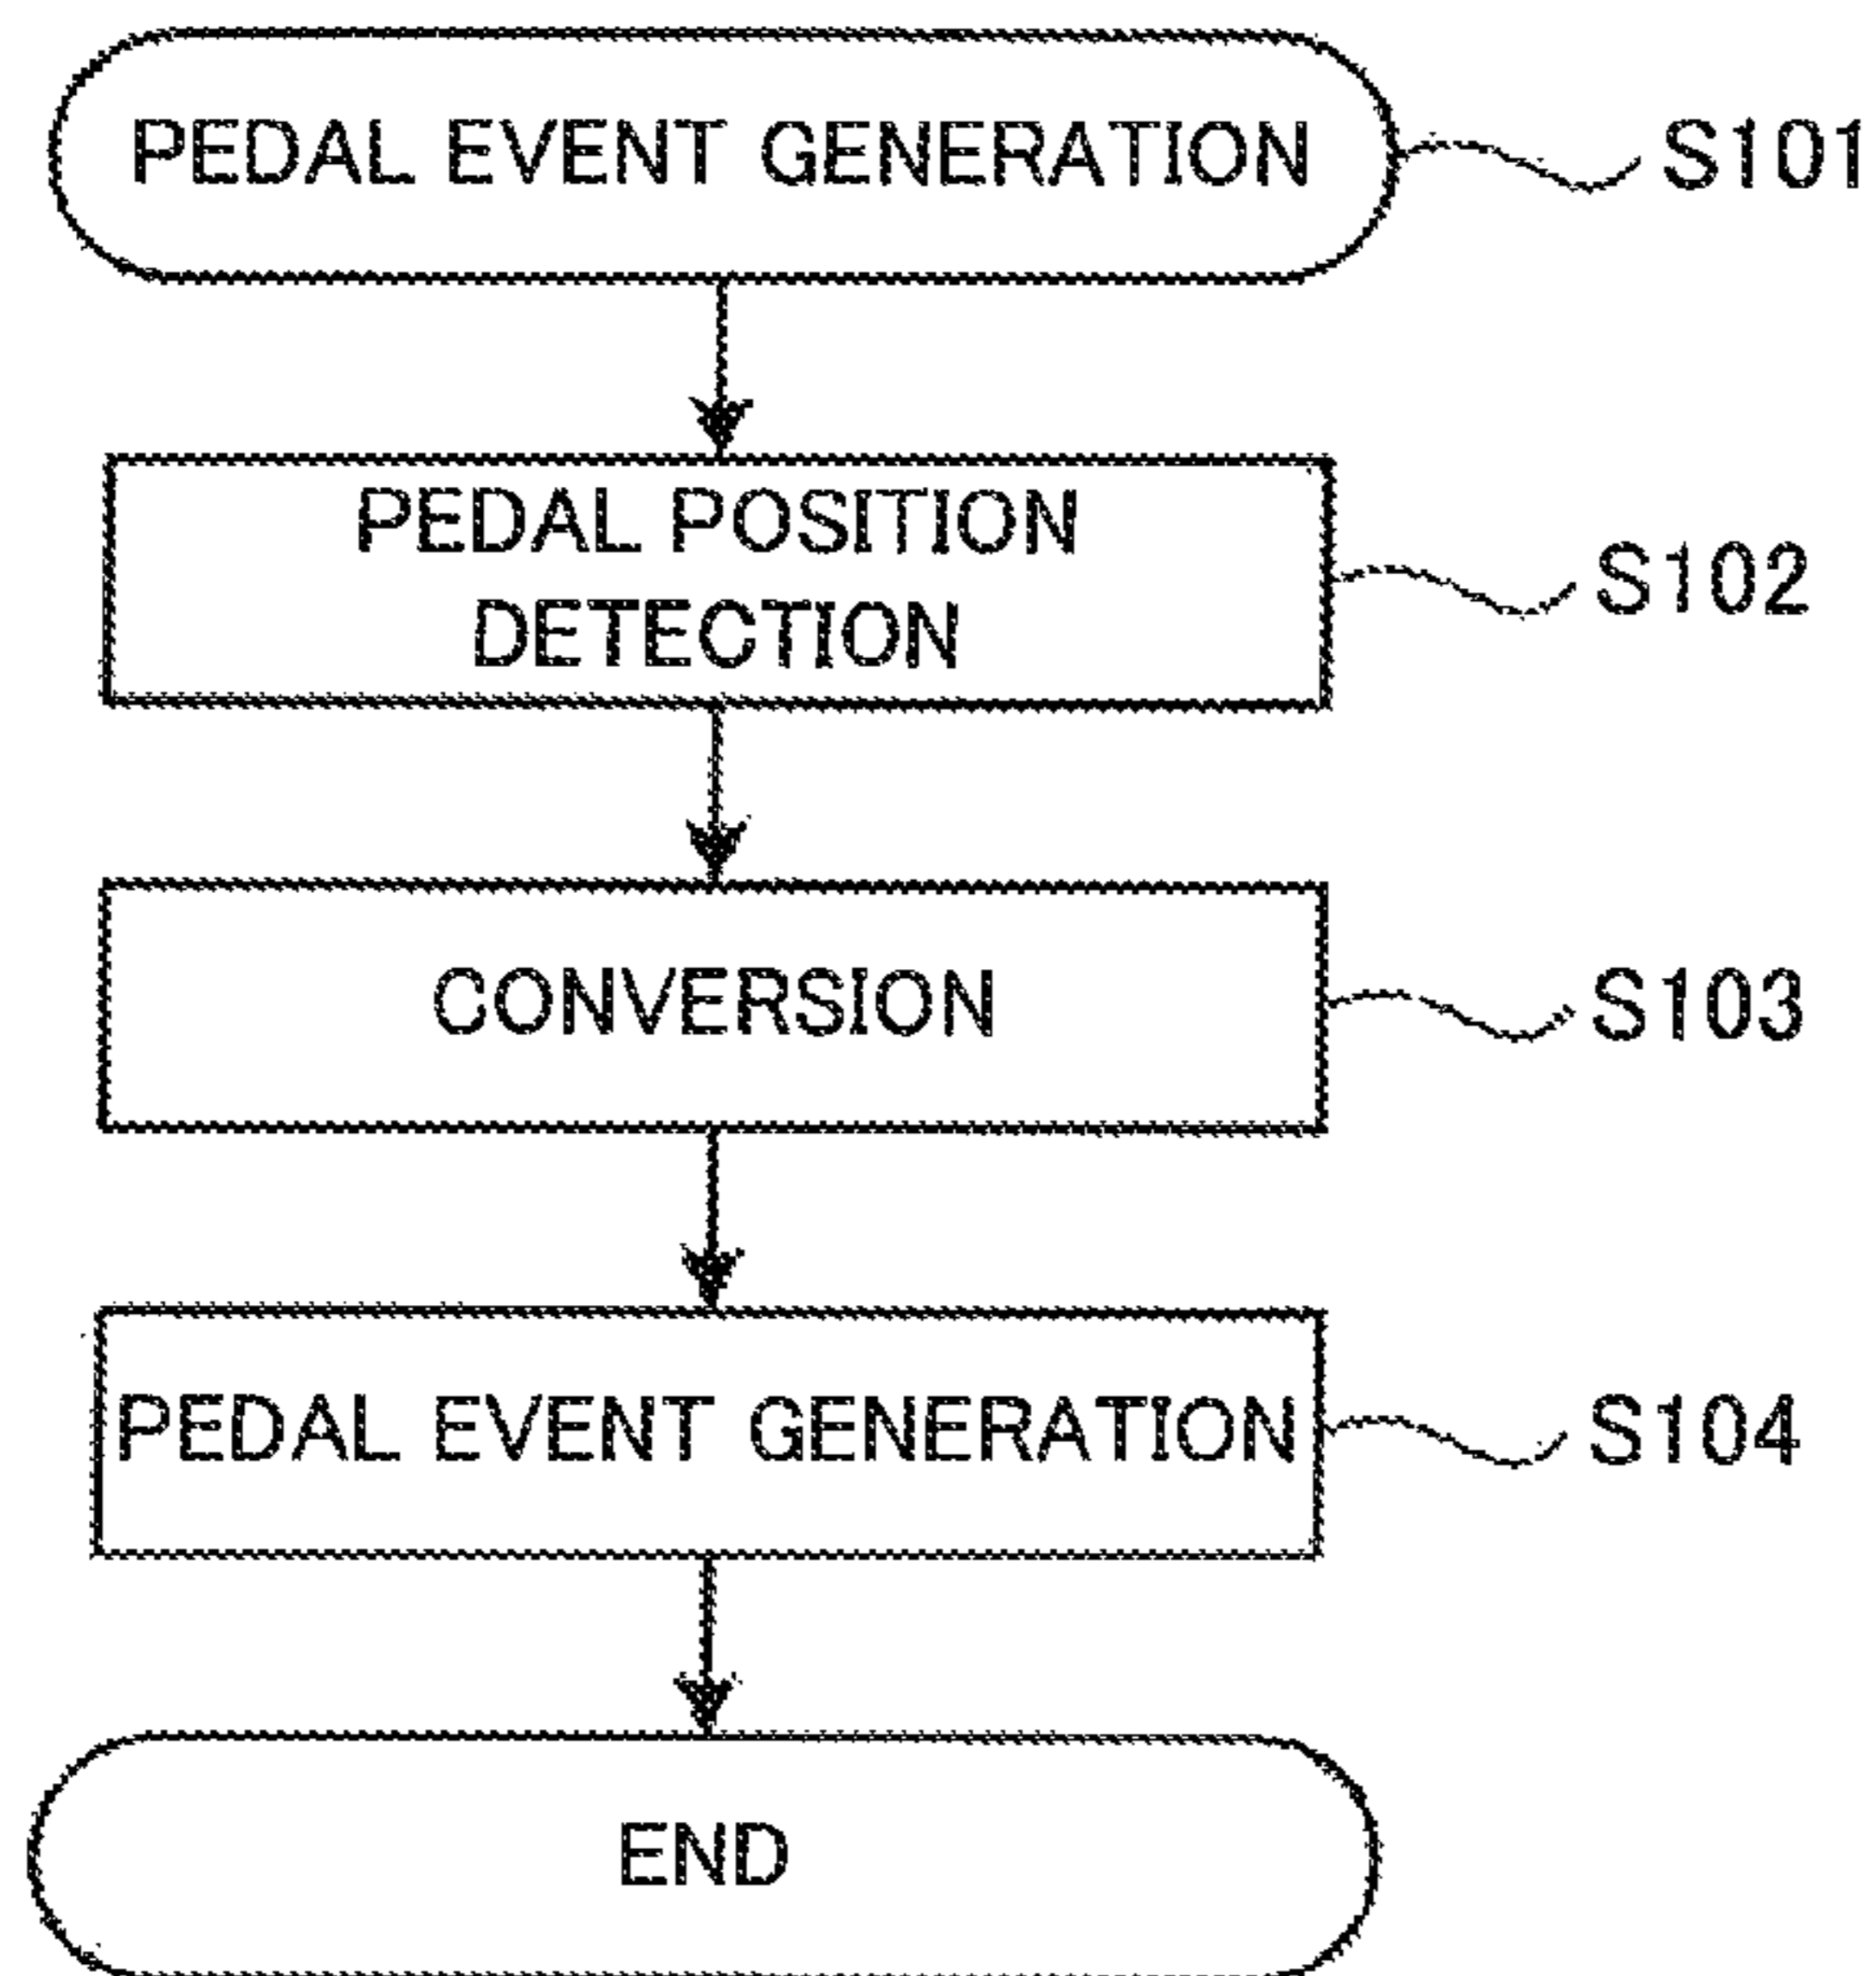 PEDAL EVENT GENERATION S101
PEDAL POSITION
DETECTION
S102
CONVERSION S103
PEDAL EVENT GENERATION S104
END